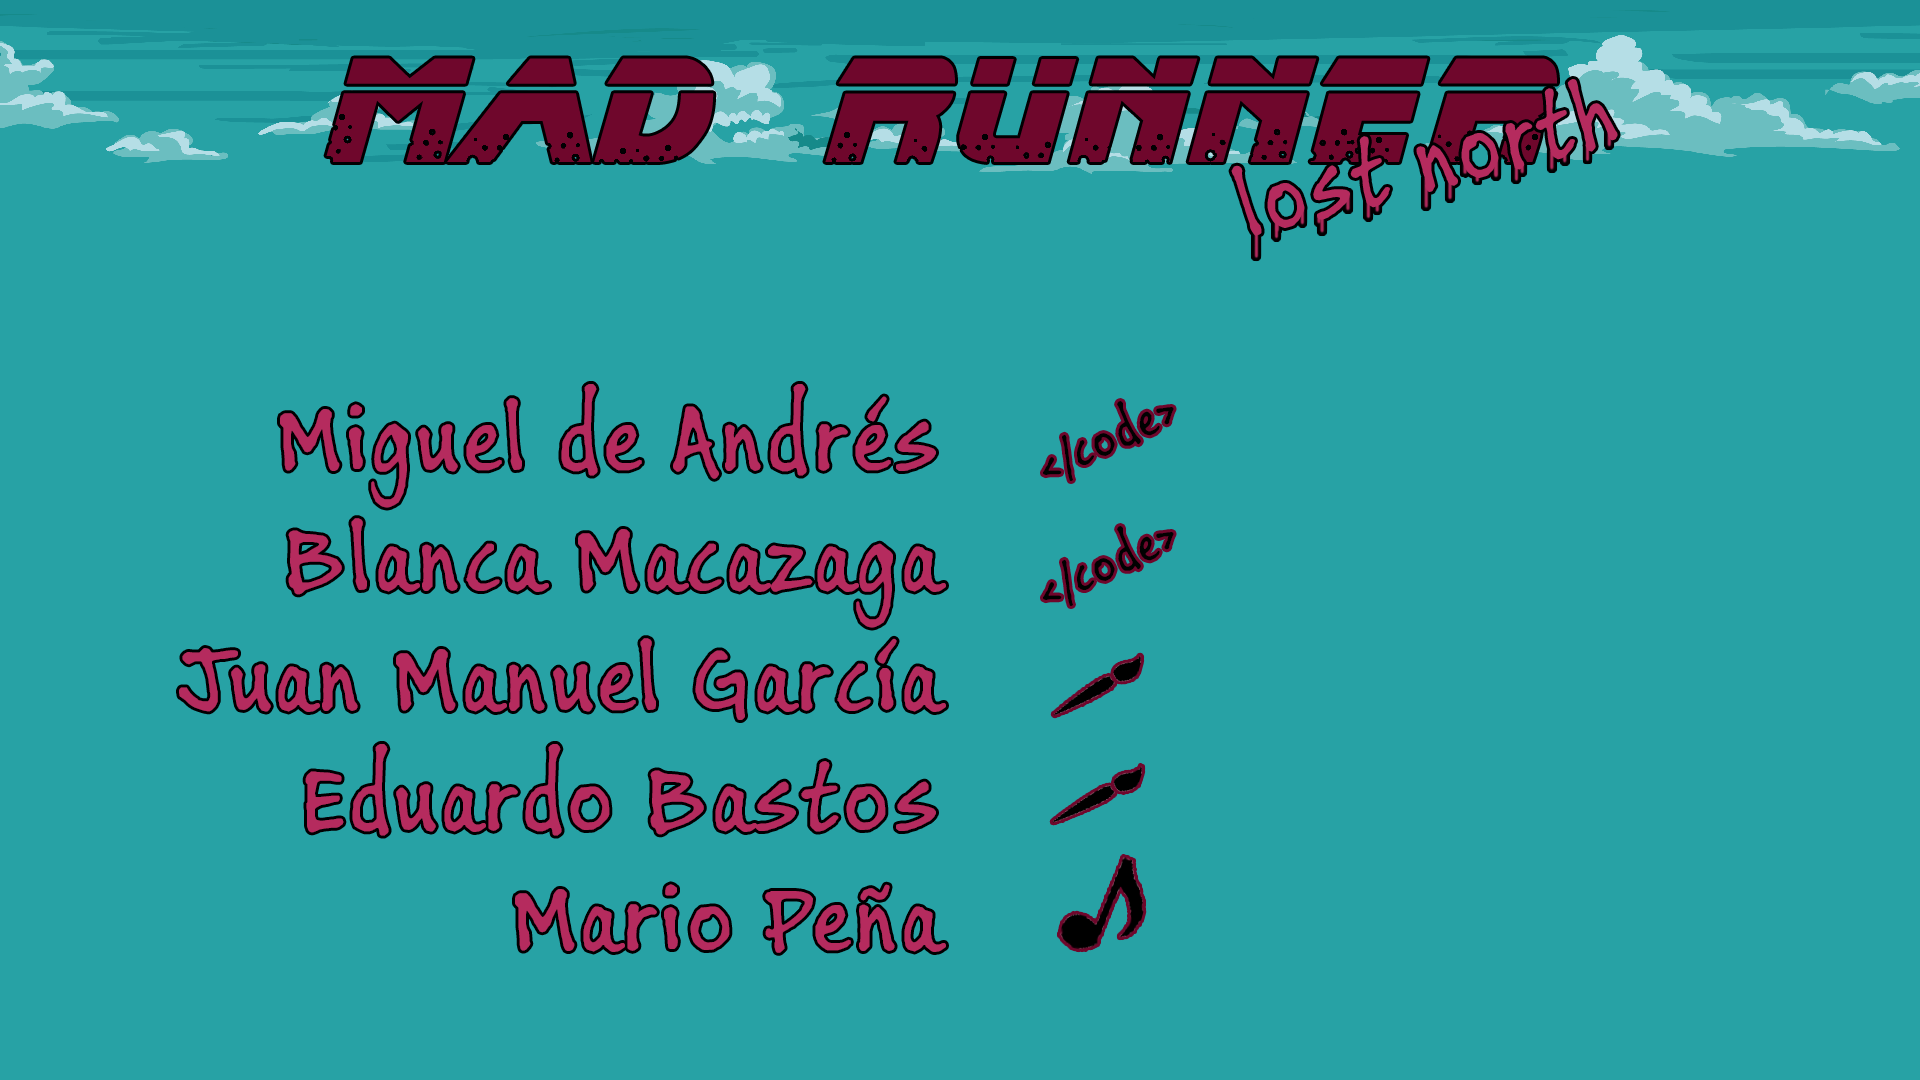 MAD RUNNER
lost north
Miguel de Andrés </code>
Blanca Macazaga </code>
Juan Manuel García
Eduardo Bastos
Mario Peña